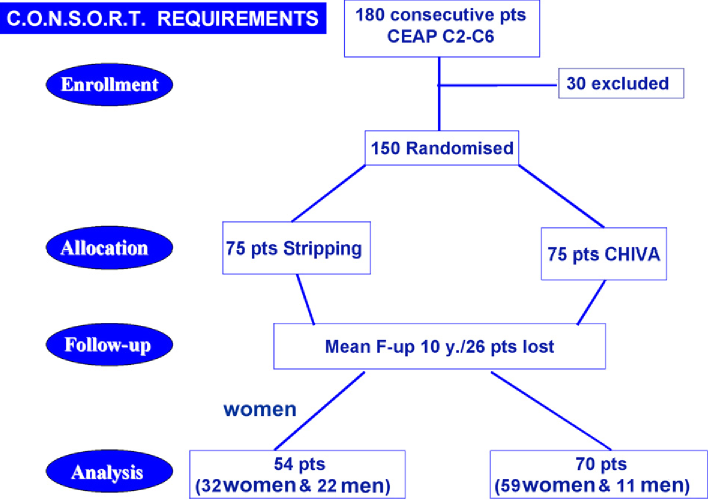 C.O.N.S.O.R.T. REQUIREMENTS
180 consecutive pts
CEAP C2-C6
Enrollment
30 excluded
150 Randomised
Allocation
75 pts Stripping
75 pts CHIVA
Follow-up
Mean F-up 10 y./26 pts lost
women
Analysis
54 pts
(32women & 22 men)
70 pts
(59women & 11 men)